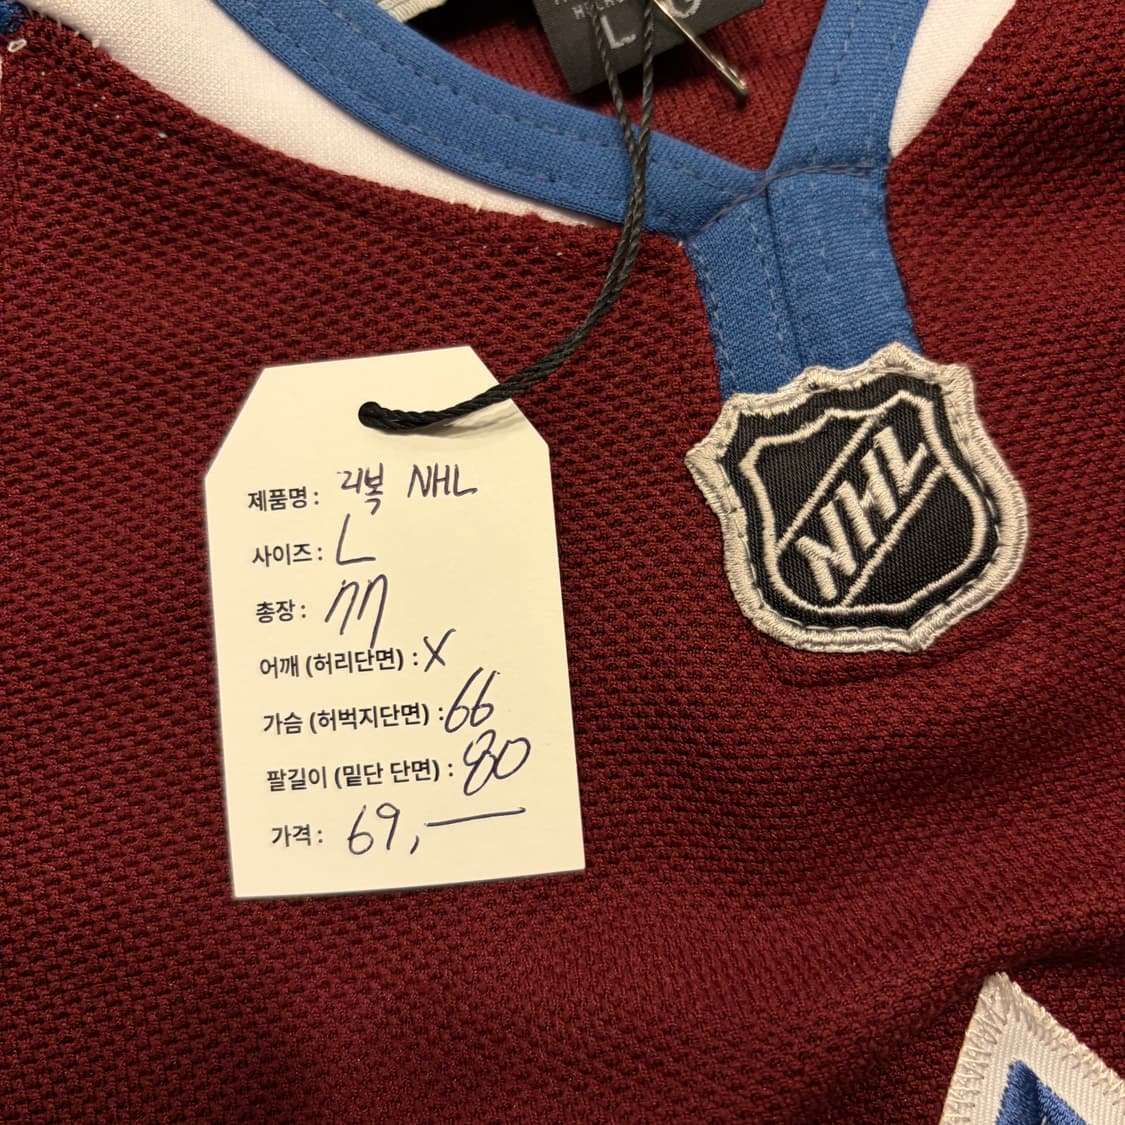 L
제품명: 리복 NHL
사이즈: L
총장: 77
어깨 (허리단면) : X
가슴 (허벅지단면) : 66
팔길이 (밑단 단면) : 80
가격: 69,—
NHL